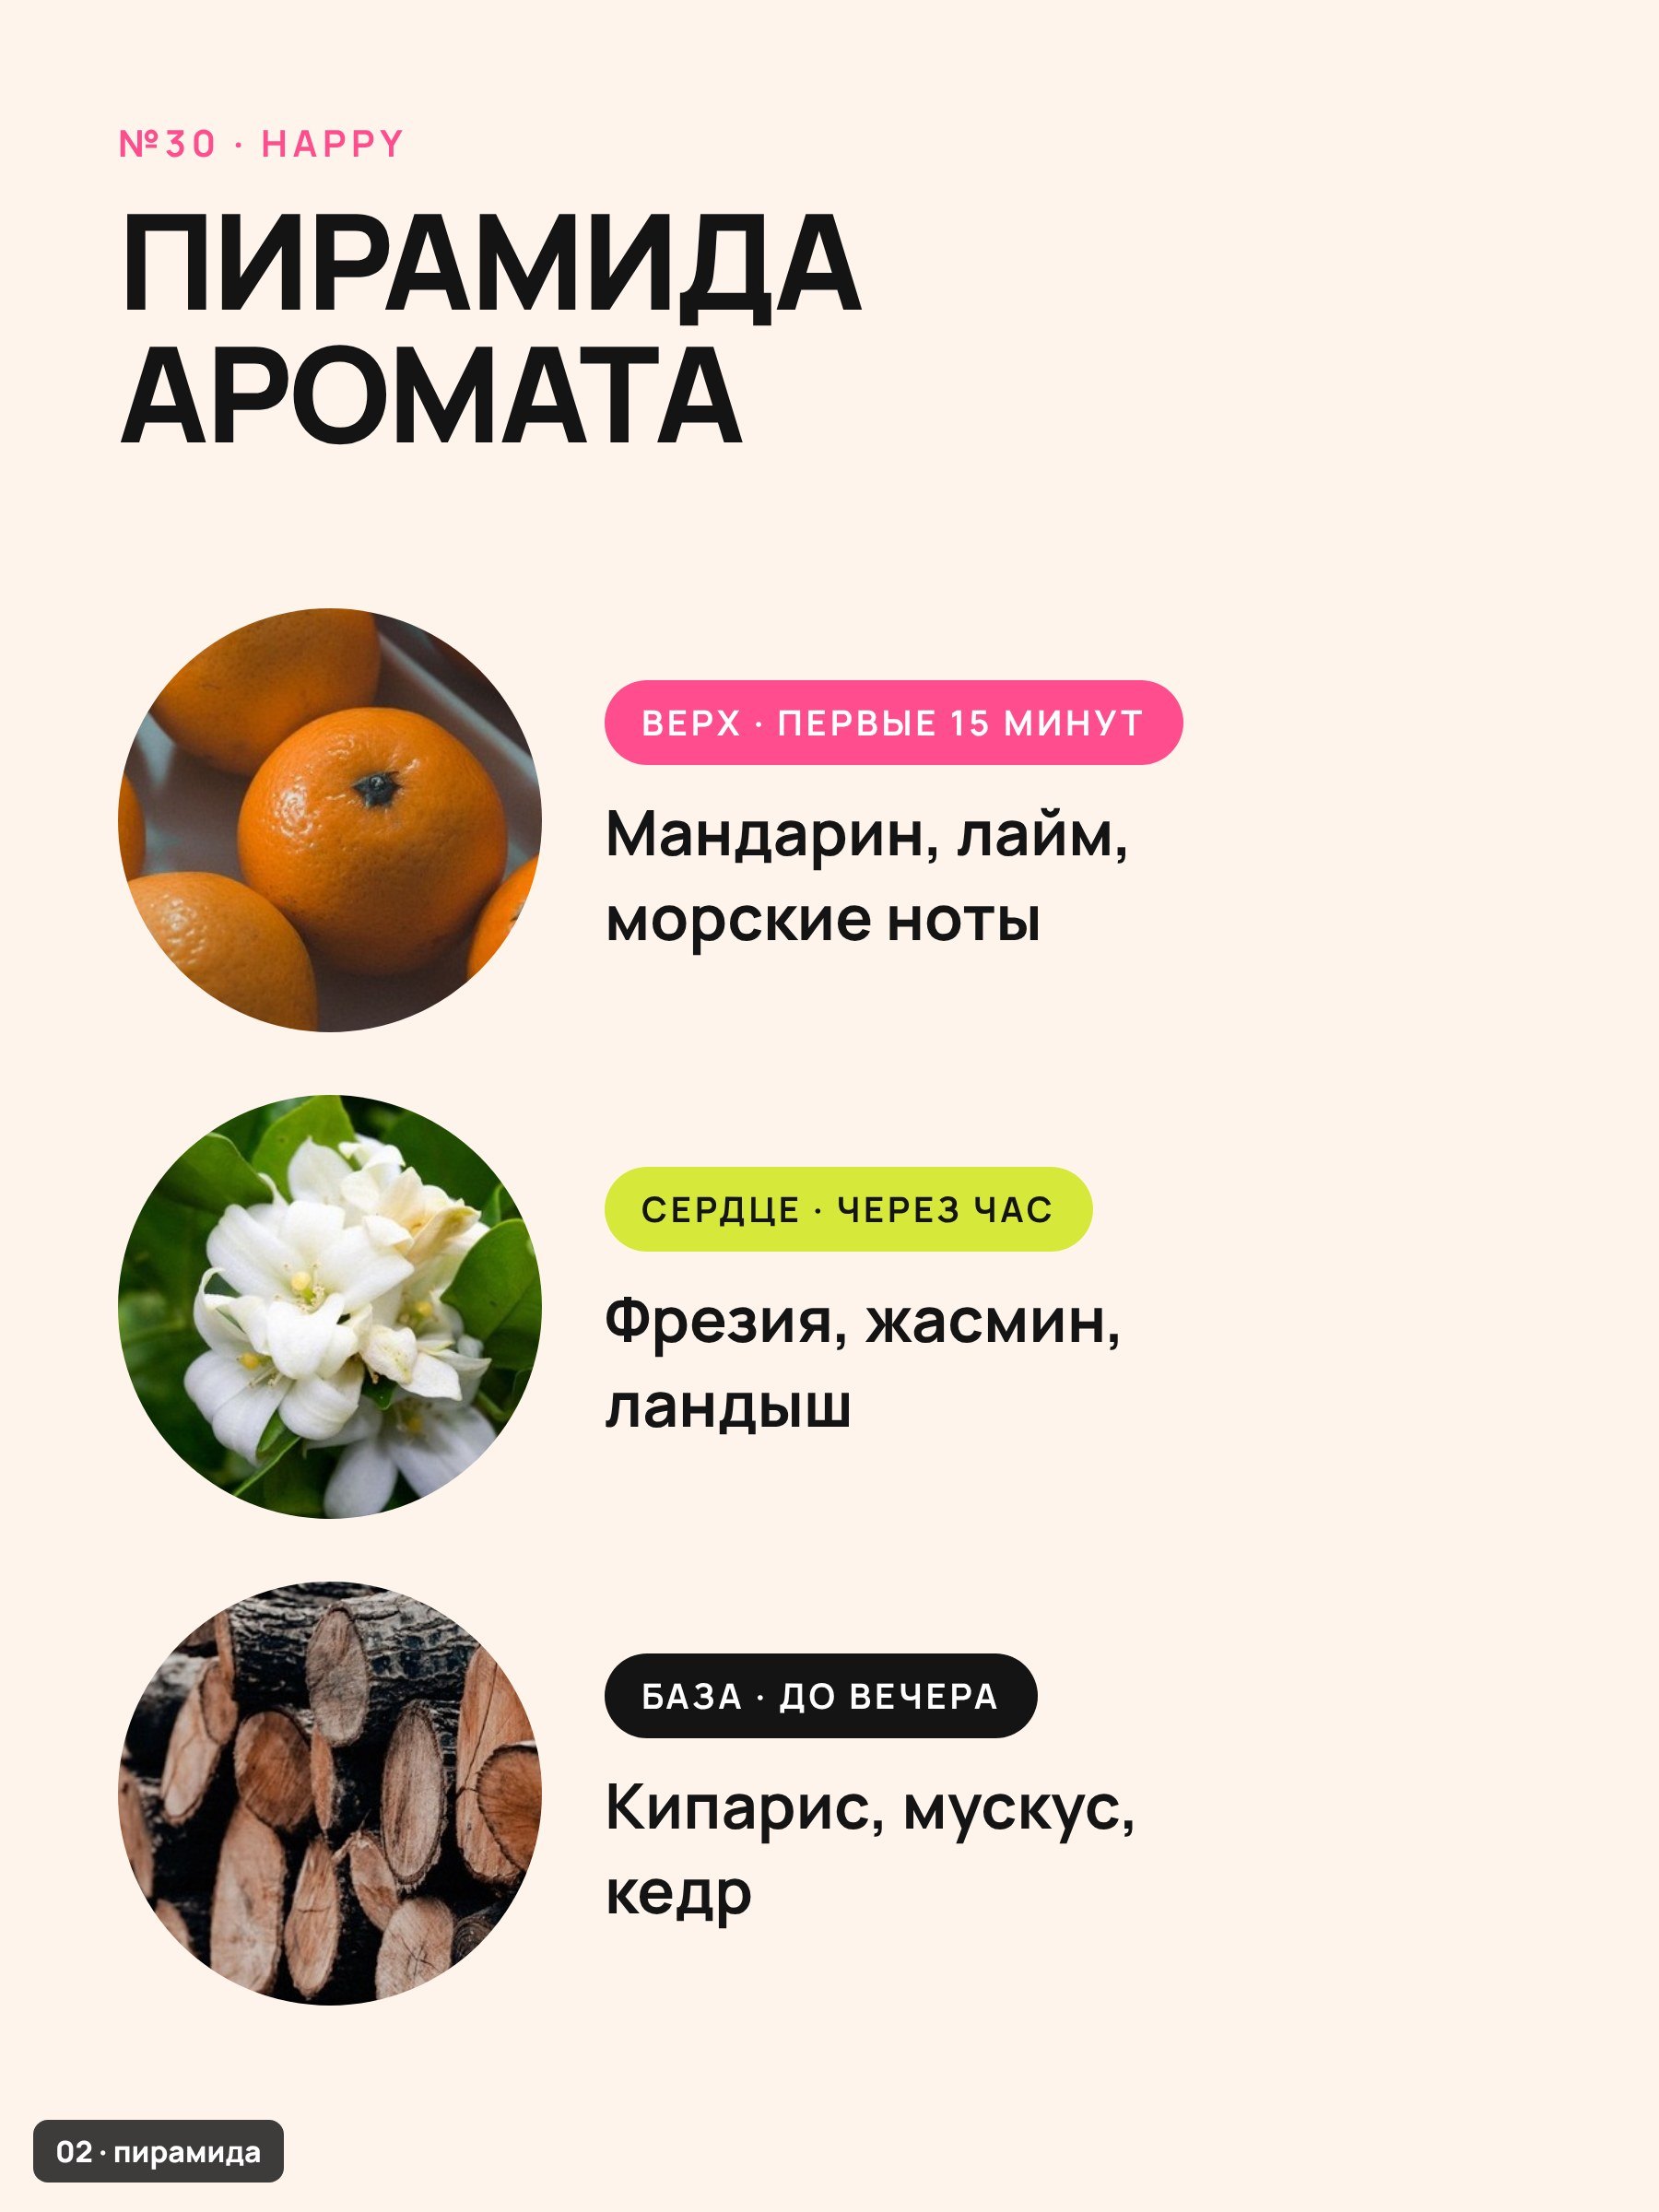 №30 · HAPPY
ПИРАМИДА
АРОМАТА
ВЕРХ · ПЕРВЫЕ 15 МИНУТ
Мандарин, лайм,
морские ноты
СЕРДЦЕ · ЧЕРЕЗ ЧАС
Фрезия, жасмин,
ландыш
БАЗА · ДО ВЕЧЕРА
Кипарис, мускус,
кедр
02 · пирамида